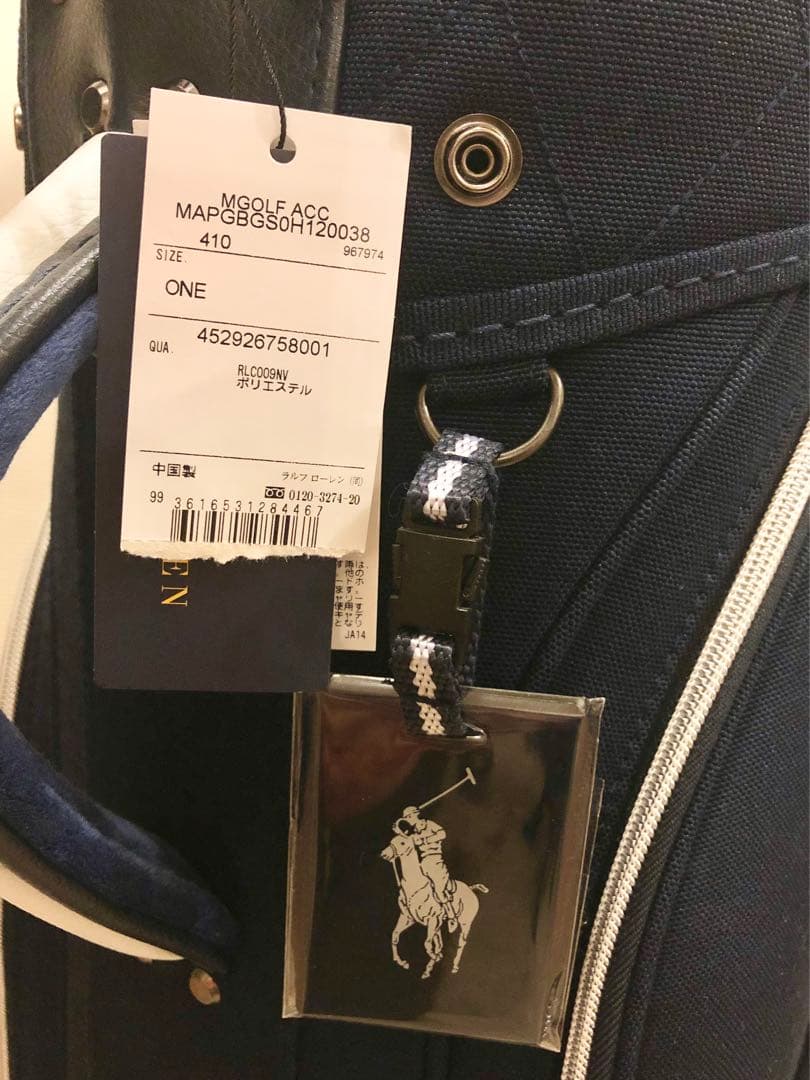 MGOLF ACC
MAPGBGS0H120038
410
967974
SIZE.
ONE
QUA.
452926758001
RLC009NV
ポリエステル
中国製
ラルフ ローレン (同)
0120-3274-20
99
3616531284467
EN
JA14